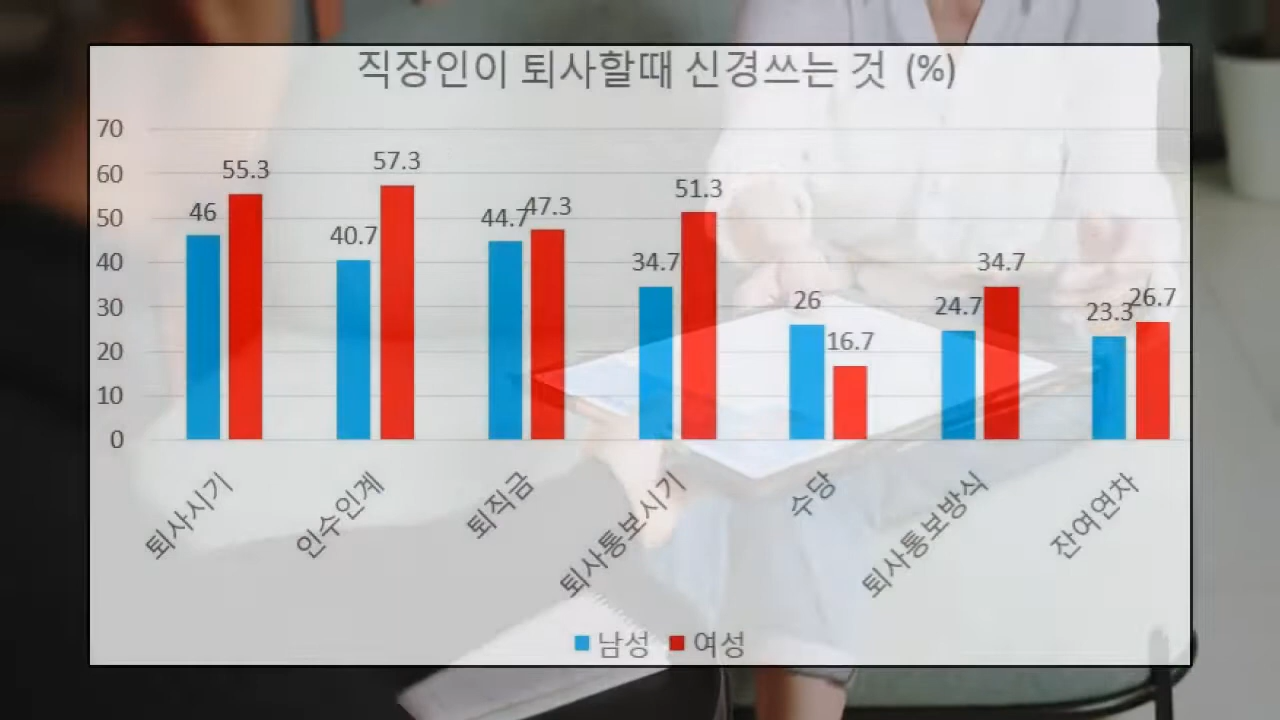 직장인이 퇴사할때 신경쓰는 것 (%)
70
60
50
40
30
20
10
0
46
55.3
40.7
57.3
44.7
47.3
34.7
51.3
26
16.7
24.7
34.7
23.3
26.7
퇴사시기
인수인계
퇴직금
퇴사통보시기
수당
퇴사통보방식
잔여연차
남성 여성